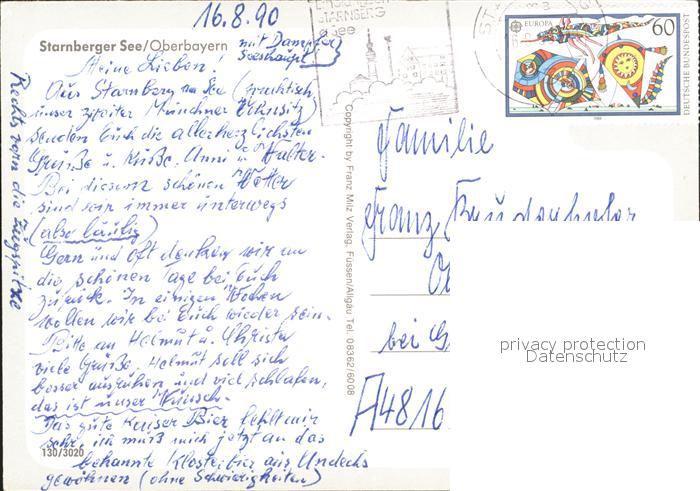 16.8.90
Starnberger See/Oberbayern
mit Dampfer
Seeshaupt
Meine Lieben!
Aus Starnberg am See (praktisch
unser zweiter Münchner Wohnsitz)
senden Euch die allerherzlichsten
Grüße u. Küße. Anni u. Walter.
Bei diesem schönen Wetter
sind wir immer unterwegs
(also läufig)
Gern und oft denken wir an
die schönen Tage bei Euch
zurück. In einigen Wochen
wollen wir bei Euch wieder sein.
Bitte an Helmut u. Christa
viele Grüße. Helmut soll sich
besser ausruhen und viel schlafen,
das ist unser Wunsch.
Das gute Kaiser Bier fehlt mir
sehr, ich muß mich jetzt an das
bekannte Klosterbier aus Andechs
gewöhnen (ohne Schwierigkeiten)
130/3020
Rechts vorn die Zugspitze
Copyright by Franz Milz Verlag, Füssen/Allgäu Tel. 08362/6008
STARNBERG
See
EUROPA
60
DEUTSCHE BUNDESPOST
Familie
Franz
bei G
A4816
privacy protection
Datenschutz